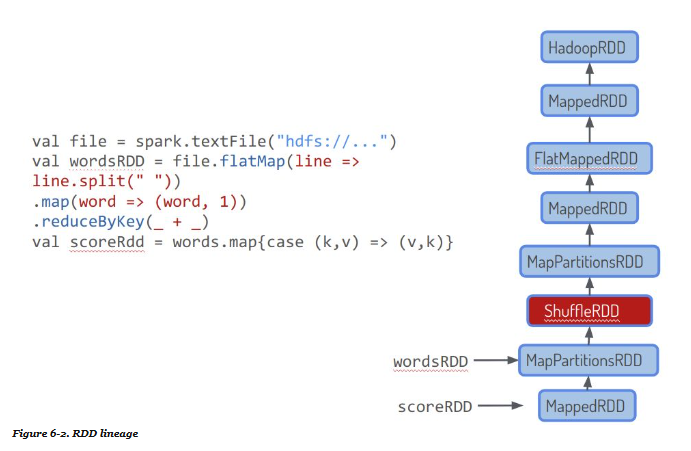 val file = spark.textFile("hdfs://...")
val wordsRDD = file.flatMap(line =>
line.split(" "))
.map(word => (word, 1))
.reduceByKey(_ + _)
val scoreRdd = words.map{case (k,v) => (v,k)}
HadoopRDD
MappedRDD
FlatMappedRDD
MappedRDD
MapPartitionsRDD
ShuffleRDD
wordsRDD
MapPartitionsRDD
scoreRDD
MappedRDD
Figure 6-2. RDD lineage